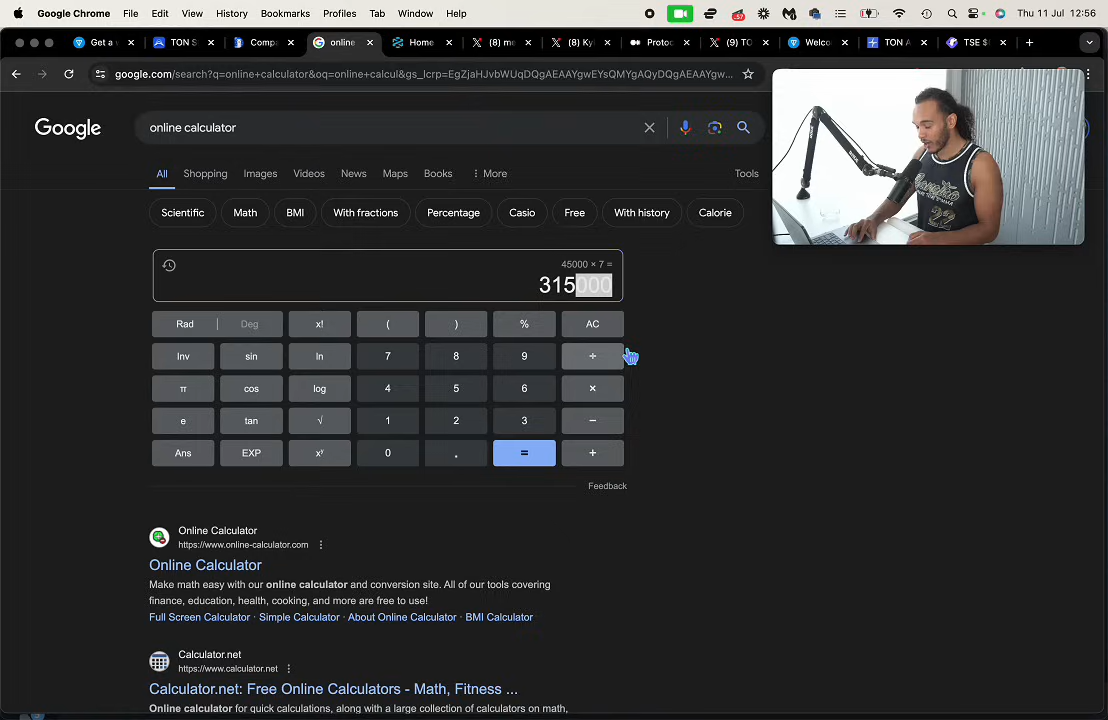 Google Chrome File Edit View History Bookmarks Profiles Tab Window Help Thu 11 Jul 12:56
Get a TON S Compa online Home (8) m (8) Ky Protoc (9) TO Welco TON A TSE $
google.com/search?q=online+calculator&oq=online+calcul&gs_lcrp=EgZjaHJvbWUqDQgAEAAYgwEYsQMYgAQyDQgAEAAYgw...
Google
online calculator
All Shopping Images Videos News Maps Books More Tools
Scientific Math BMI With fractions Percentage Casio Free With history Calorie
45000 × 7 =
315000
Rad Deg x! ( ) % AC
Inv sin ln 7 8 9 ÷
π cos log 4 5 6 ×
e tan √ 1 2 3 −
Ans EXP xʸ 0 . = +
Feedback
Online Calculator
https://www.online-calculator.com
Online Calculator
Make math easy with our online calculator and conversion site. All of our tools covering
finance, education, health, cooking, and more are free to use!
Full Screen Calculator · Simple Calculator · About Online Calculator · BMI Calculator
Calculator.net
https://www.calculator.net
Calculator.net: Free Online Calculators - Math, Fitness ...
Online calculator for quick calculations, along with a large collection of calculators on math,